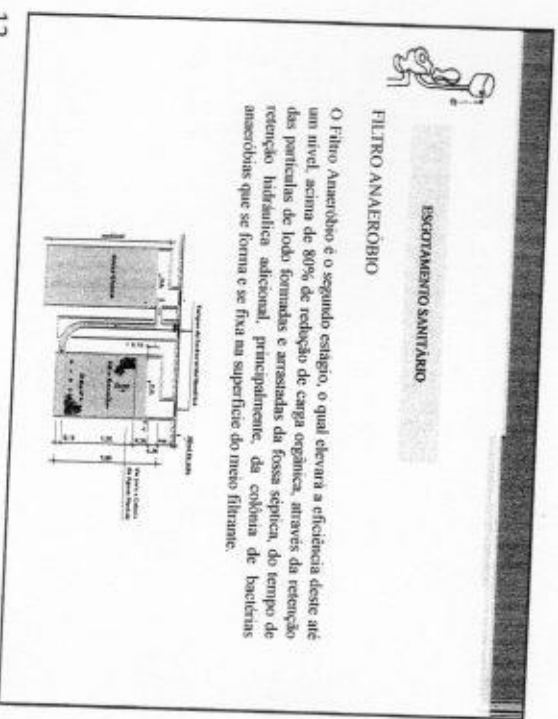 ESGOTAMENTO SANITÁRIO
FILTRO ANAERÓBIO
O Filtro Anaeróbio é o segundo estágio, o qual elevará a eficiência deste até
um nível, acima de 80% de redução de carga orgânica, através da retenção
das partículas de lodo formadas e arrastadas da fossa séptica, do tempo de
retenção hidráulica adicional, principalmente, da colônia de bactérias
anaeróbias que se forma e se fixa na superfície do meio filtrante.
12